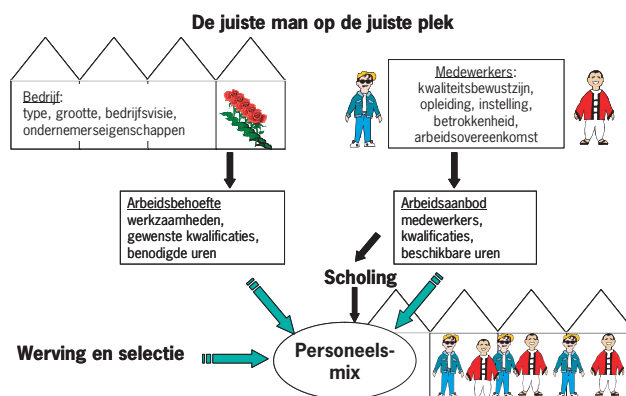 De juiste man op de juiste plek
Bedrijf:
type, grootte, bedrijfsvisie,
ondernemerseigenschappen
Medewerkers:
kwaliteitsbewustzijn,
opleiding, instelling,
betrokkenheid,
arbeidsovereenkomst
Arbeidsbehoefte
werkzaamheden,
gewenste kwalificaties,
benodigde uren
Arbeidsaanbod
medewerkers,
kwalificaties,
beschikbare uren
Scholing
Werving en selectie
Personeels-
mix